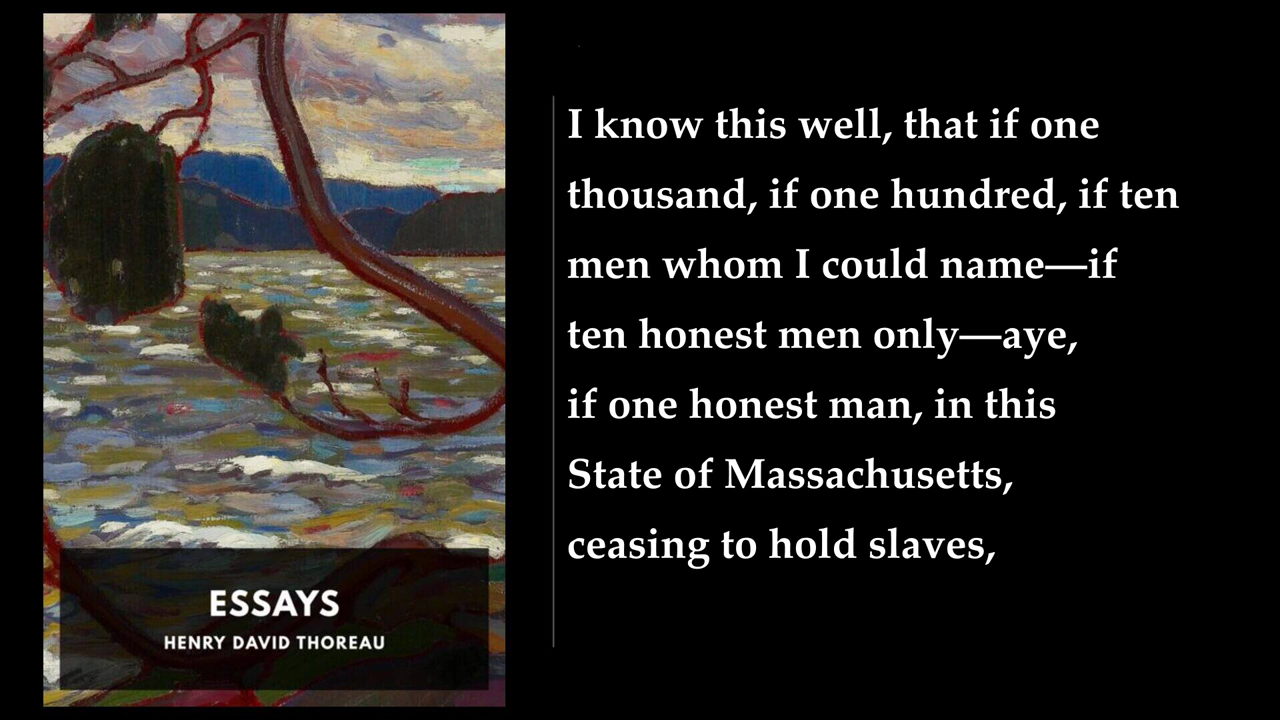 ESSAYS
HENRY DAVID THOREAU
I know this well, that if one
thousand, if one hundred, if ten
men whom I could name—if
ten honest men only—aye,
if one honest man, in this
State of Massachusetts,
ceasing to hold slaves,